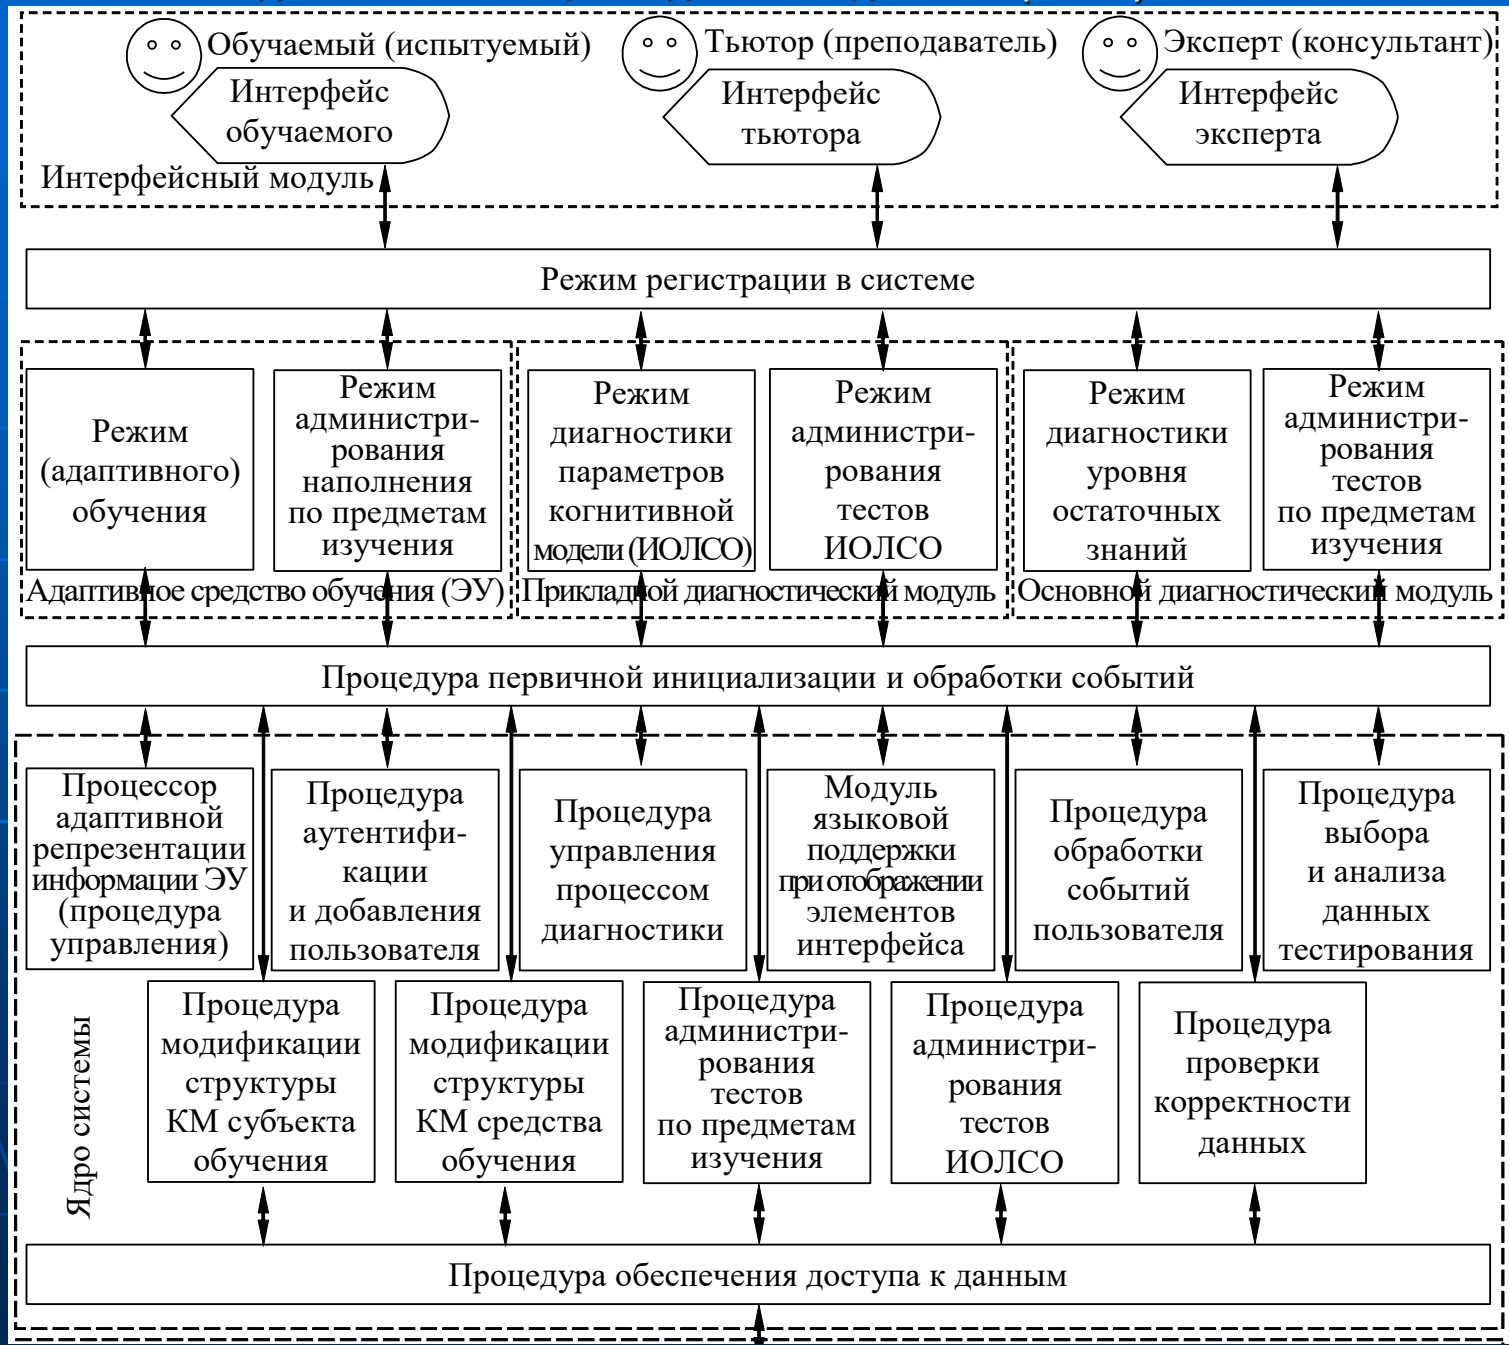 Обучаемый (испытуемый)
Тьютор (преподаватель)
Эксперт (консультант)
Интерфейс
обучаемого
Интерфейс
тьютора
Интерфейс
эксперта
Интерфейсный модуль
Режим регистрации в системе
Режим
(адаптивного)
обучения
Режим
администри-
рования
наполнения
по предметам
изучения
Режим
диагностики
параметров
когнитивной
модели (ИОЛСО)
Режим
администри-
рования
тестов
ИОЛСО
Режим
диагностики
уровня
остаточных
знаний
Режим
администри-
рования
тестов
по предметам
изучения
Адаптивное средство обучения (ЭУ)
Прикладной диагностический модуль
Основной диагностический модуль
Процедура первичной инициализации и обработки событий
Процессор
адаптивной
репрезентации
информации ЭУ
(процедура
управления)
Процедура
аутентифи-
кации
и добавления
пользователя
Процедура
управления
процессом
диагностики
Модуль
языковой
поддержки
при отображении
элементов
интерфейса
Процедура
обработки
событий
пользователя
Процедура
выбора
и анализа
данных
тестирования
Ядро системы
Процедура
модификации
структуры
КМ субъекта
обучения
Процедура
модификации
структуры
КМ средства
обучения
Процедура
администри-
рования
тестов
по предметам
изучения
Процедура
администри-
рования
тестов
ИОЛСО
Процедура
проверки
корректности
данных
Процедура обеспечения доступа к данным